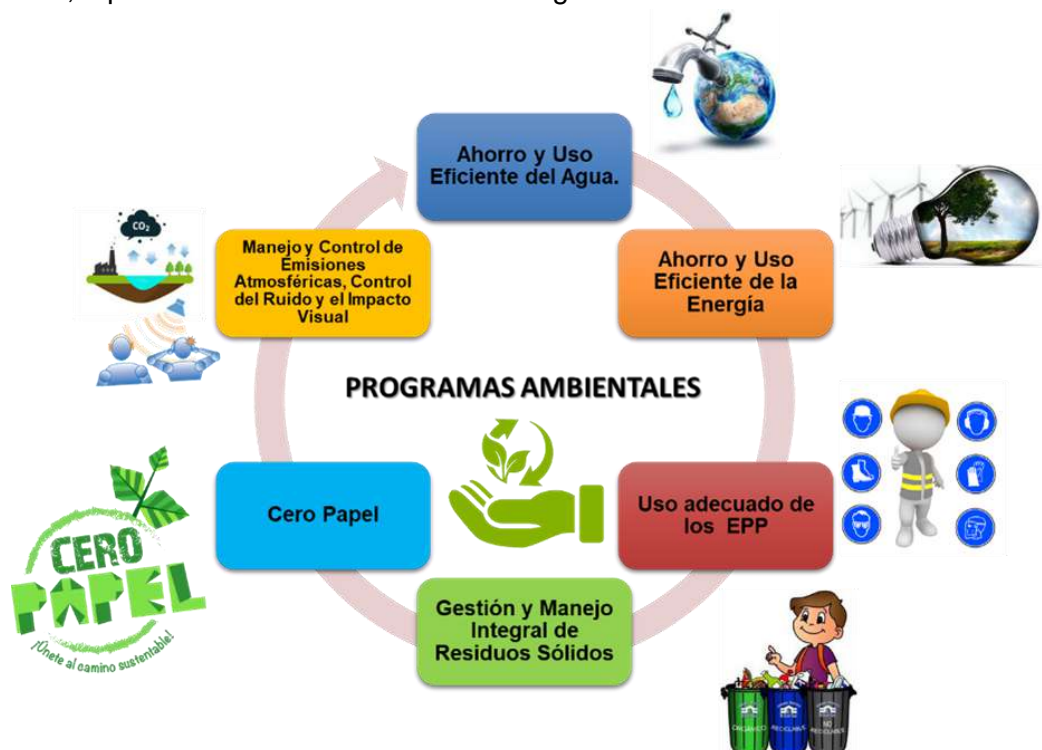 Ahorro y Uso
Eficiente del Agua.
Ahorro y Uso
Eficiente de la
Energía
Uso adecuado de
los EPP
Gestión y Manejo
Integral de
Residuos Sólidos
Cero Papel
Manejo y Control de
Emisiones
Atmosféricas, Control
del Ruido y el Impacto
Visual
PROGRAMAS AMBIENTALES
CO2
CERO
PAPEL
¡Únete al camino sustentable!
ORGÁNICO
RECICLABLE
NO
RECICLABLE